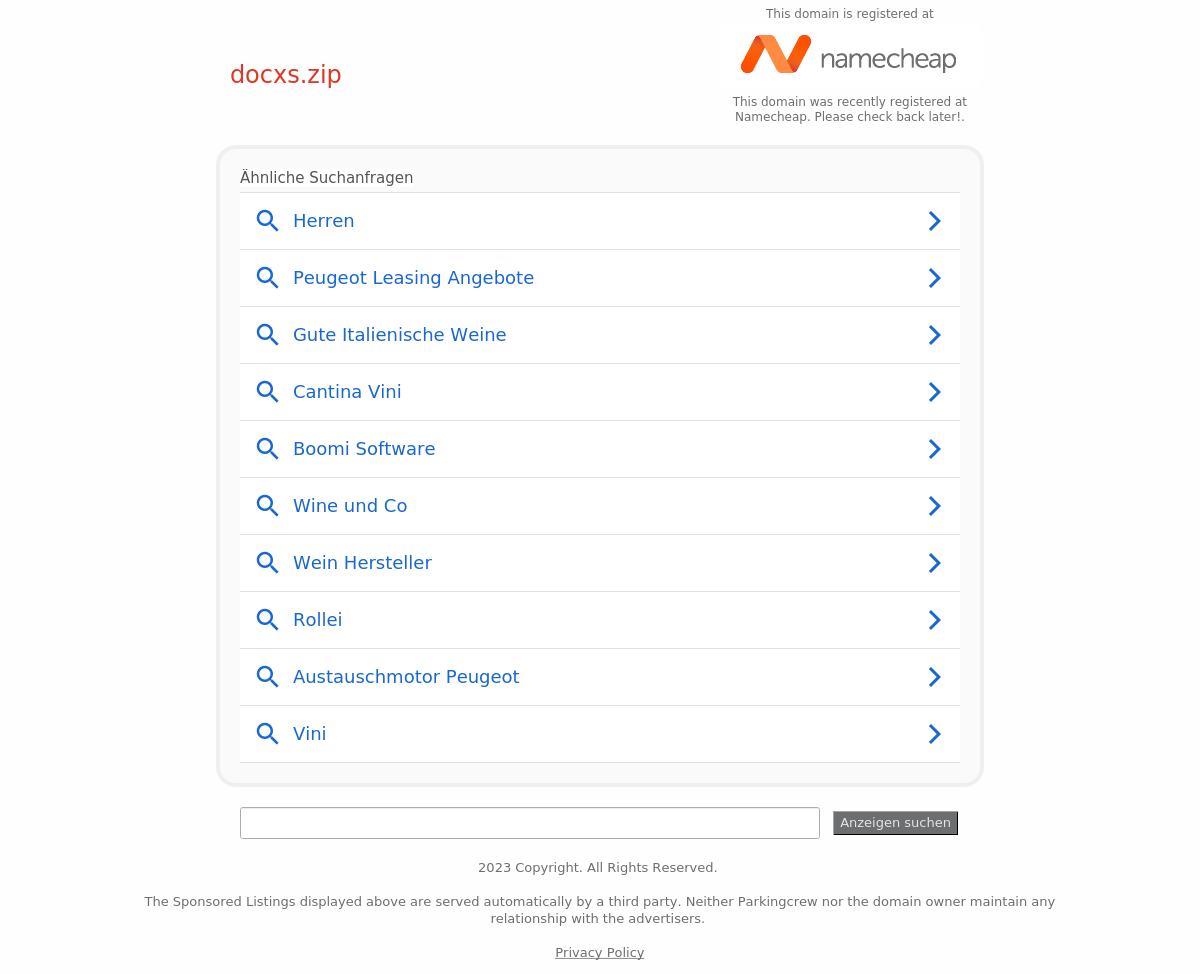 This domain is registered at
namecheap
docxs.zip
This domain was recently registered at
Namecheap. Please check back later!.
Ähnliche Suchanfragen
Herren
Peugeot Leasing Angebote
Gute Italienische Weine
Cantina Vini
Boomi Software
Wine und Co
Wein Hersteller
Rollei
Austauschmotor Peugeot
Vini
Anzeigen suchen
2023 Copyright. All Rights Reserved.
The Sponsored Listings displayed above are served automatically by a third party. Neither Parkingcrew nor the domain owner maintain any
relationship with the advertisers.
Privacy Policy